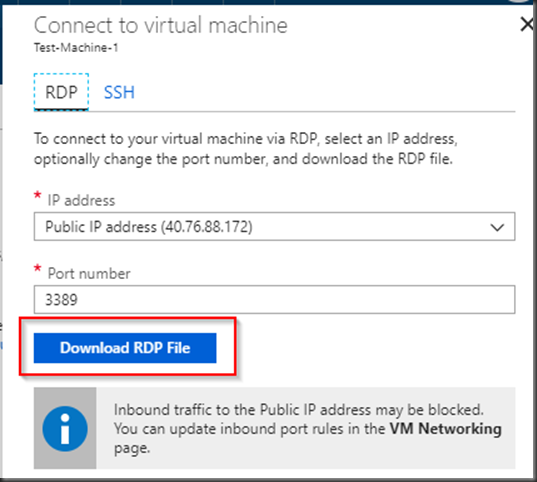 Connect to virtual machine
Test-Machine-1
RDP SSH
To connect to your virtual machine via RDP, select an IP address,
optionally change the port number, and download the RDP file.
* IP address
Public IP address (40.76.88.172)
* Port number
3389
Download RDP File
Inbound traffic to the Public IP address may be blocked.
You can update inbound port rules in the VM Networking
page.